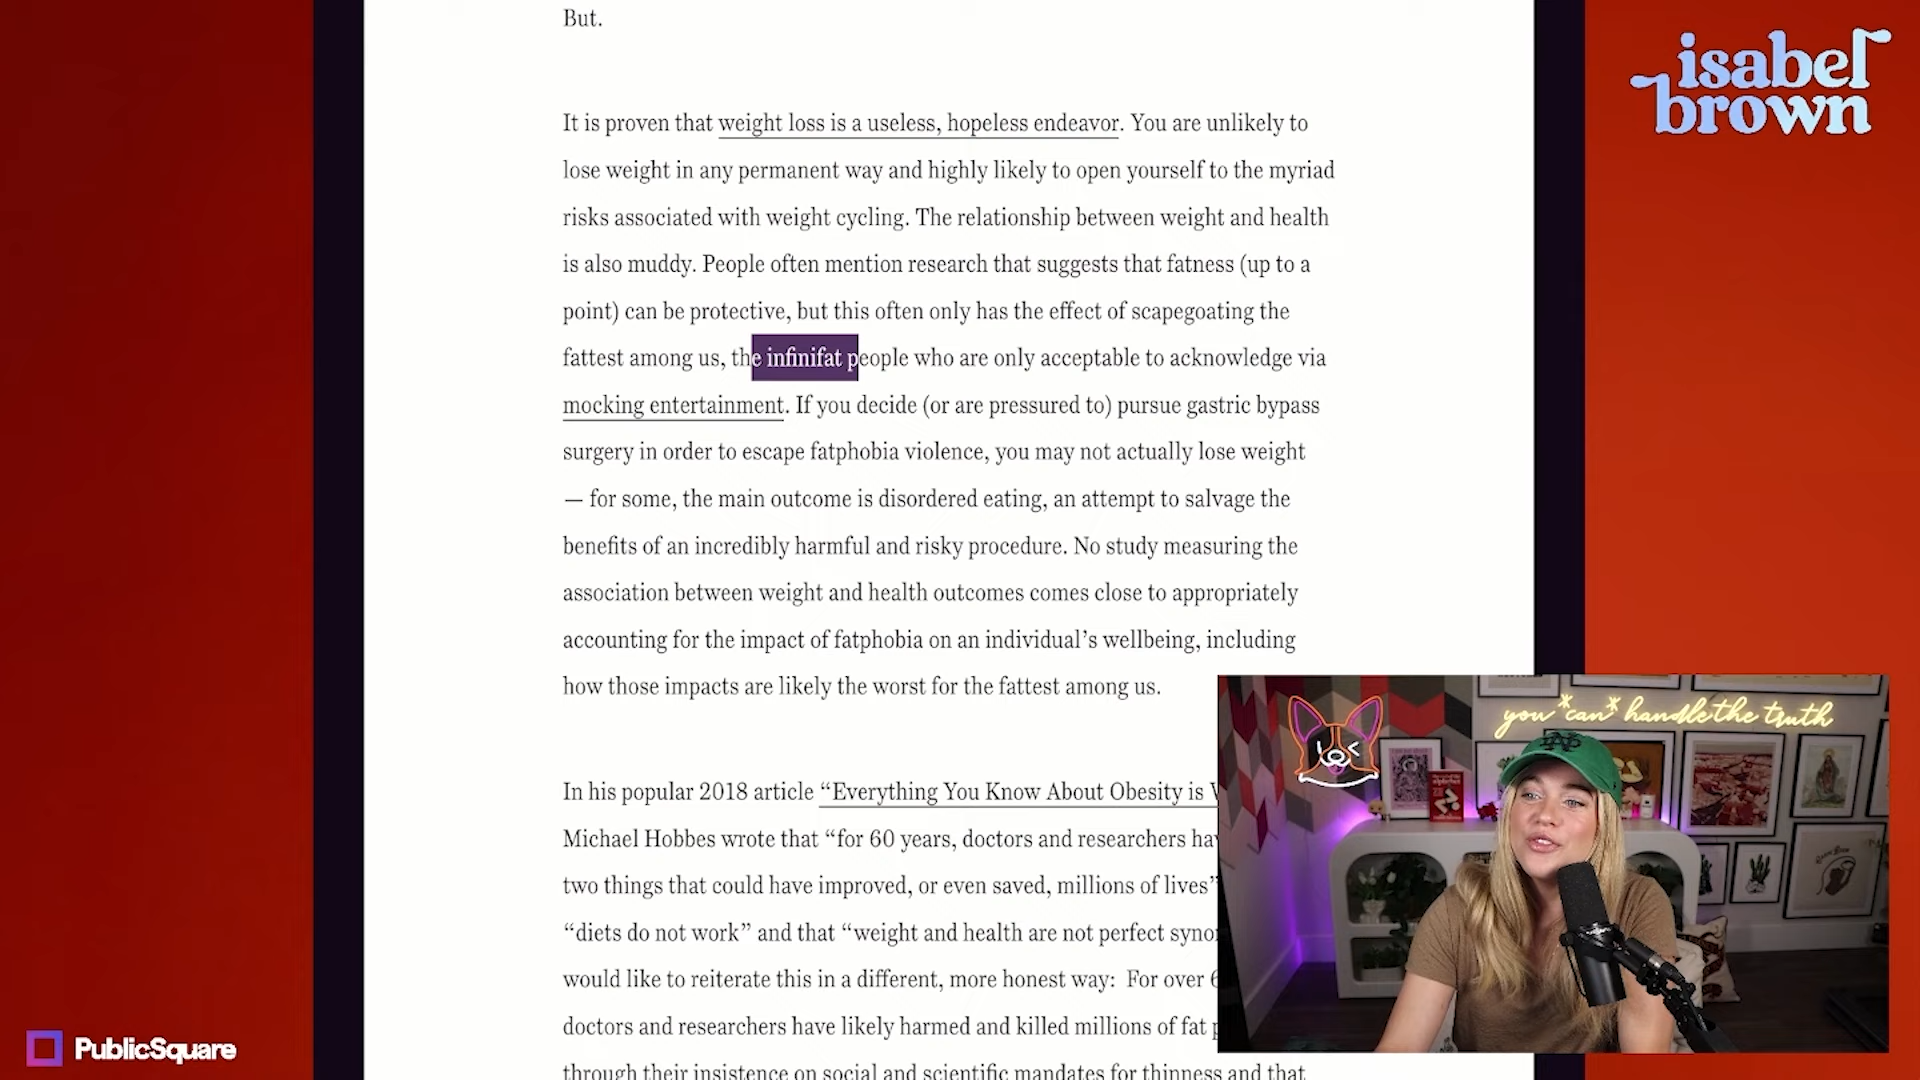 But.
It is proven that weight loss is a useless, hopeless endeavor. You are unlikely to
lose weight in any permanent way and highly likely to open yourself to the myriad
risks associated with weight cycling. The relationship between weight and health
is also muddy. People often mention research that suggests that fatness (up to a
point) can be protective, but this often only has the effect of scapegoating the
fattest among us, the infinifat people who are only acceptable to acknowledge via
mocking entertainment. If you decide (or are pressured to) pursue gastric bypass
surgery in order to escape fatphobia violence, you may not actually lose weight
— for some, the main outcome is disordered eating, an attempt to salvage the
benefits of an incredibly harmful and risky procedure. No study measuring the
association between weight and health outcomes comes close to appropriately
accounting for the impact of fatphobia on an individual’s wellbeing, including
how those impacts are likely the worst for the fattest among us.
In his popular 2018 article “Everything You Know About Obesity is
Michael Hobbes wrote that “for 60 years, doctors and researchers
two things that could have improved, or even saved, millions of lives”
“diets do not work” and that “weight and health are not perfect
would like to reiterate this in a different, more honest way: For over
doctors and researchers have likely harmed and killed millions of fat
through their insistence on social and scientific mandates for thinness and that
isabel
brown
you *can* handle the truth
PublicSquare